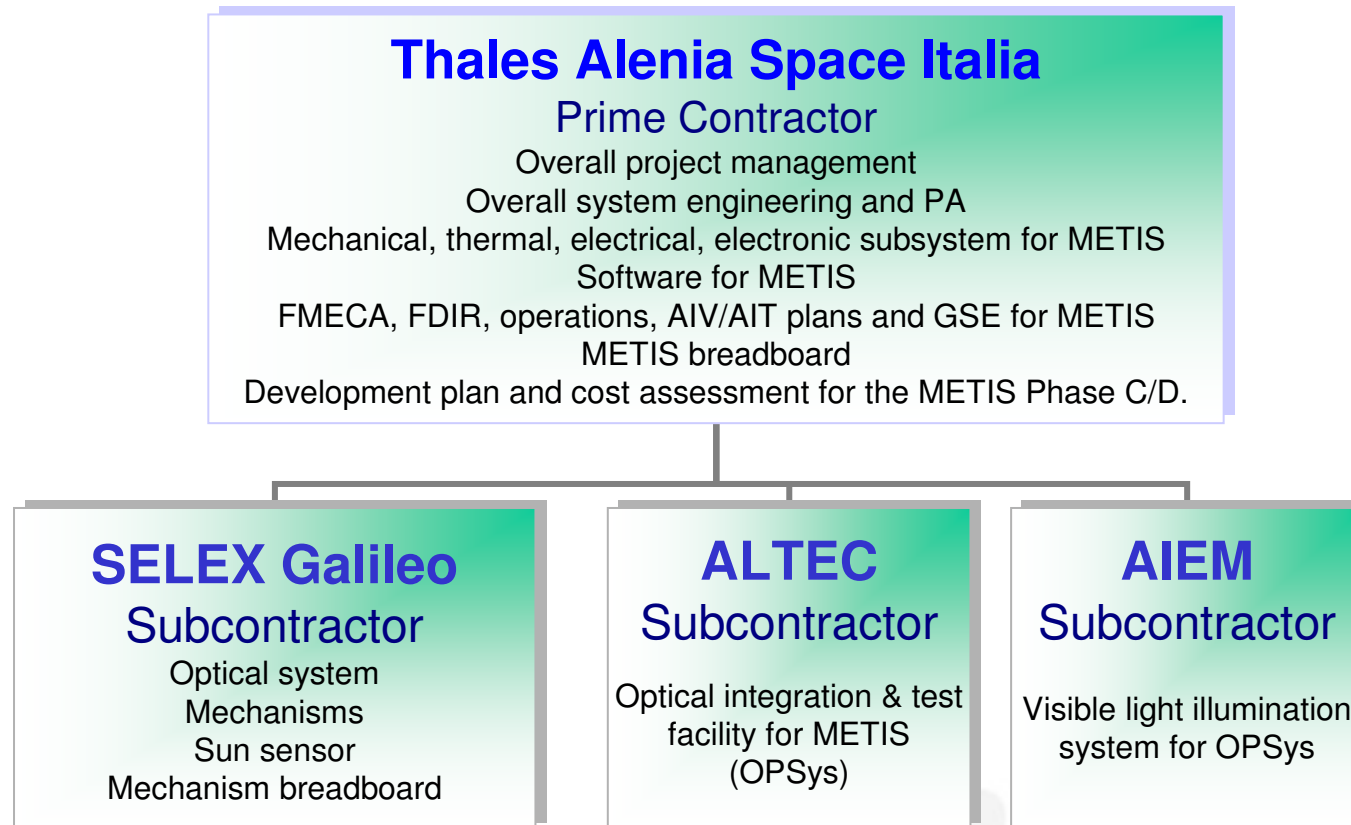 Thales Alenia Space Italia
Prime Contractor
Overall project management
Overall system engineering and PA
Mechanical, thermal, electrical, electronic subsystem for METIS
Software for METIS
FMECA, FDIR, operations, AIV/AIT plans and GSE for METIS
METIS breadboard
Development plan and cost assessment for the METIS Phase C/D.
SELEX Galileo
Subcontractor
Optical system
Mechanisms
Sun sensor
Mechanism breadboard
ALTEC
Subcontractor
Optical integration & test
facility for METIS
(OPSys)
AIEM
Subcontractor
Visible light illumination
system for OPSys